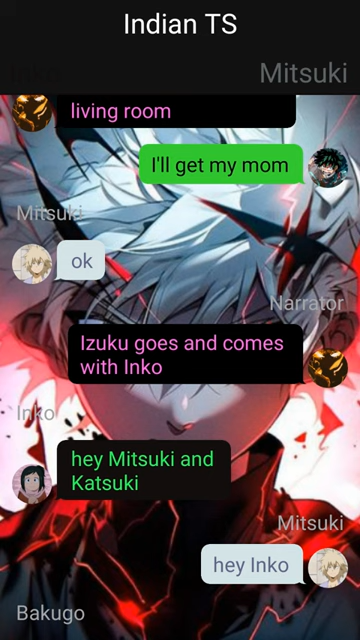 Indian TS
Mitsuki
living room
I'll get my mom
Mitsuki
ok
Narrator
Izuku goes and comes
with Inko
Inko
hey Mitsuki and
Katsuki
Mitsuki
hey Inko
Bakugo